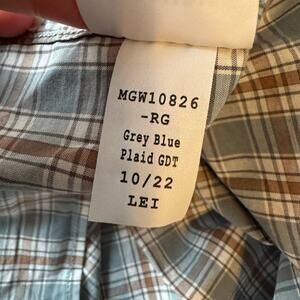 MGW10826
-RG
Grey Blue
Plaid GDT
10/22
LEI